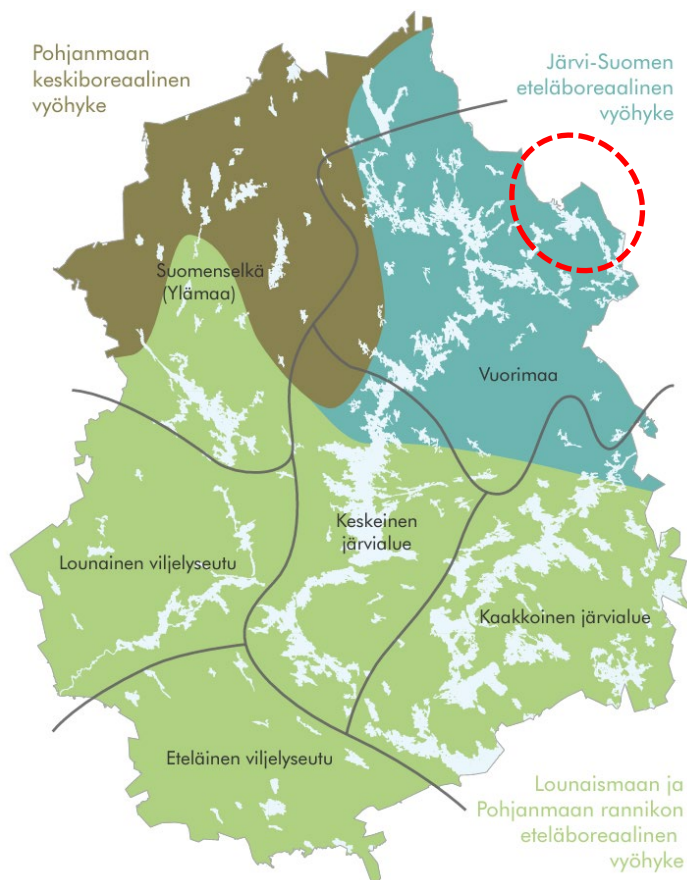 Pohjanmaan
keskiboreaalinen
vyöhyke
Järvi-Suomen
eteläboreaalinen
vyöhyke
Suomenselkä
(Ylämaa)
Vuorimaa
Keskeinen
järvialue
Lounainen viljelyseutu
Kaakkoinen järvialue
Eteläinen viljelyseutu
Lounaismaan ja
Pohjanmaan rannikon
eteläboreaalinen
vyöhyke